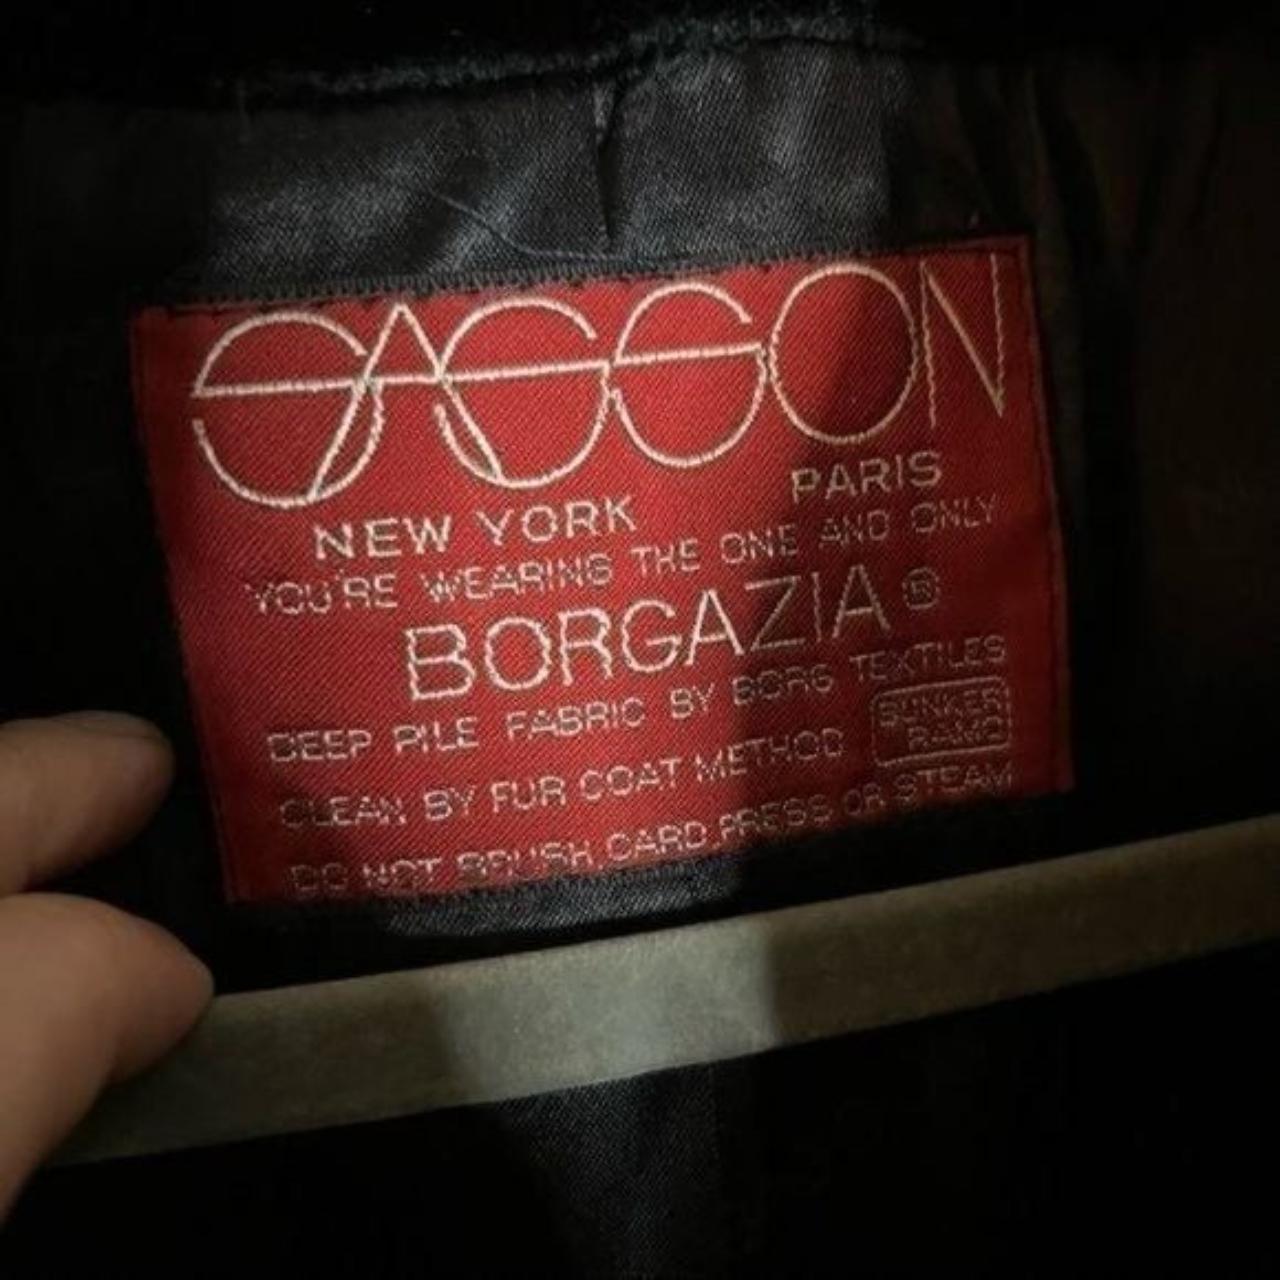 SASSON
NEW YORK PARIS
YOU'RE WEARING THE ONE AND ONLY
BORGAZIA ®
DEEP PILE FABRIC BY BORG TEXTILES
CLEAN BY FUR COAT METHOD
BUNKER
RAMO
DO NOT BRUSH, CARD, PRESS OR STEAM